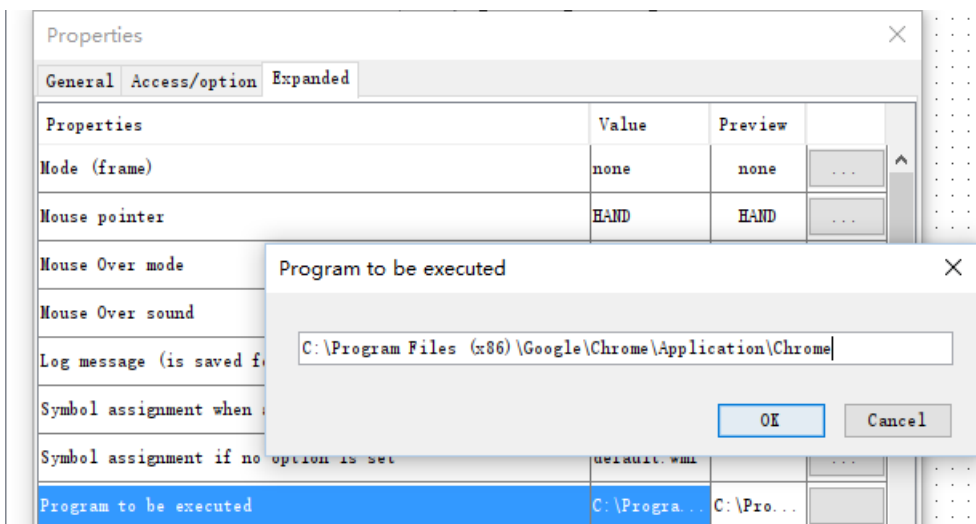 Properties
General Access/option Expanded
Properties Value Preview
Mode (frame) none none ...
Mouse pointer HAND HAND ...
Mouse Over mode
Program to be executed
Mouse Over sound
C:\Program Files (x86)\Google\Chrome\Application\Chrome
Log message (is saved f
Symbol assignment when
OK Cancel
Symbol assignment if no option is set default.wmf ...
Program to be executed C:\Progra... C:\Pro...